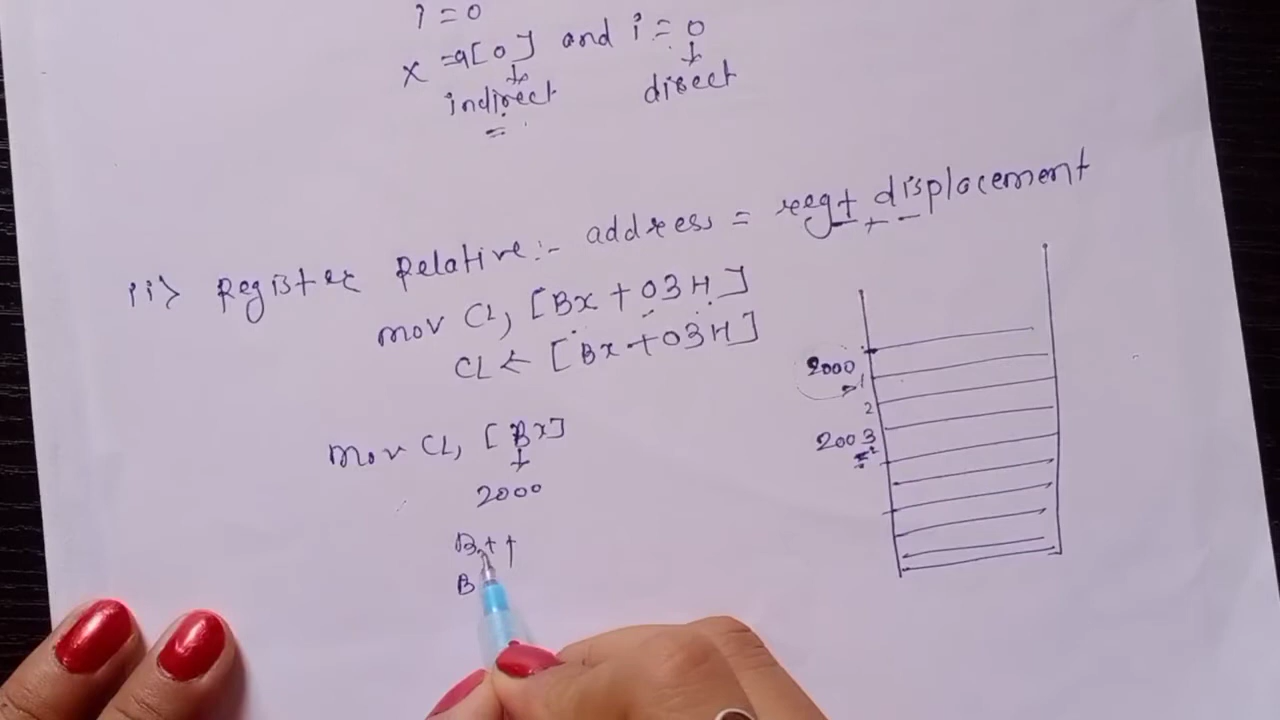 i = 0
x = a[0] and i = 0
indirect direct
ii> Register Relative:- address = reg + displacement
mov CL, [BX + 03H]
CL ← [BX + 03H]
2000
1
2
mov CL, [BX]
2003
2000
B++
B